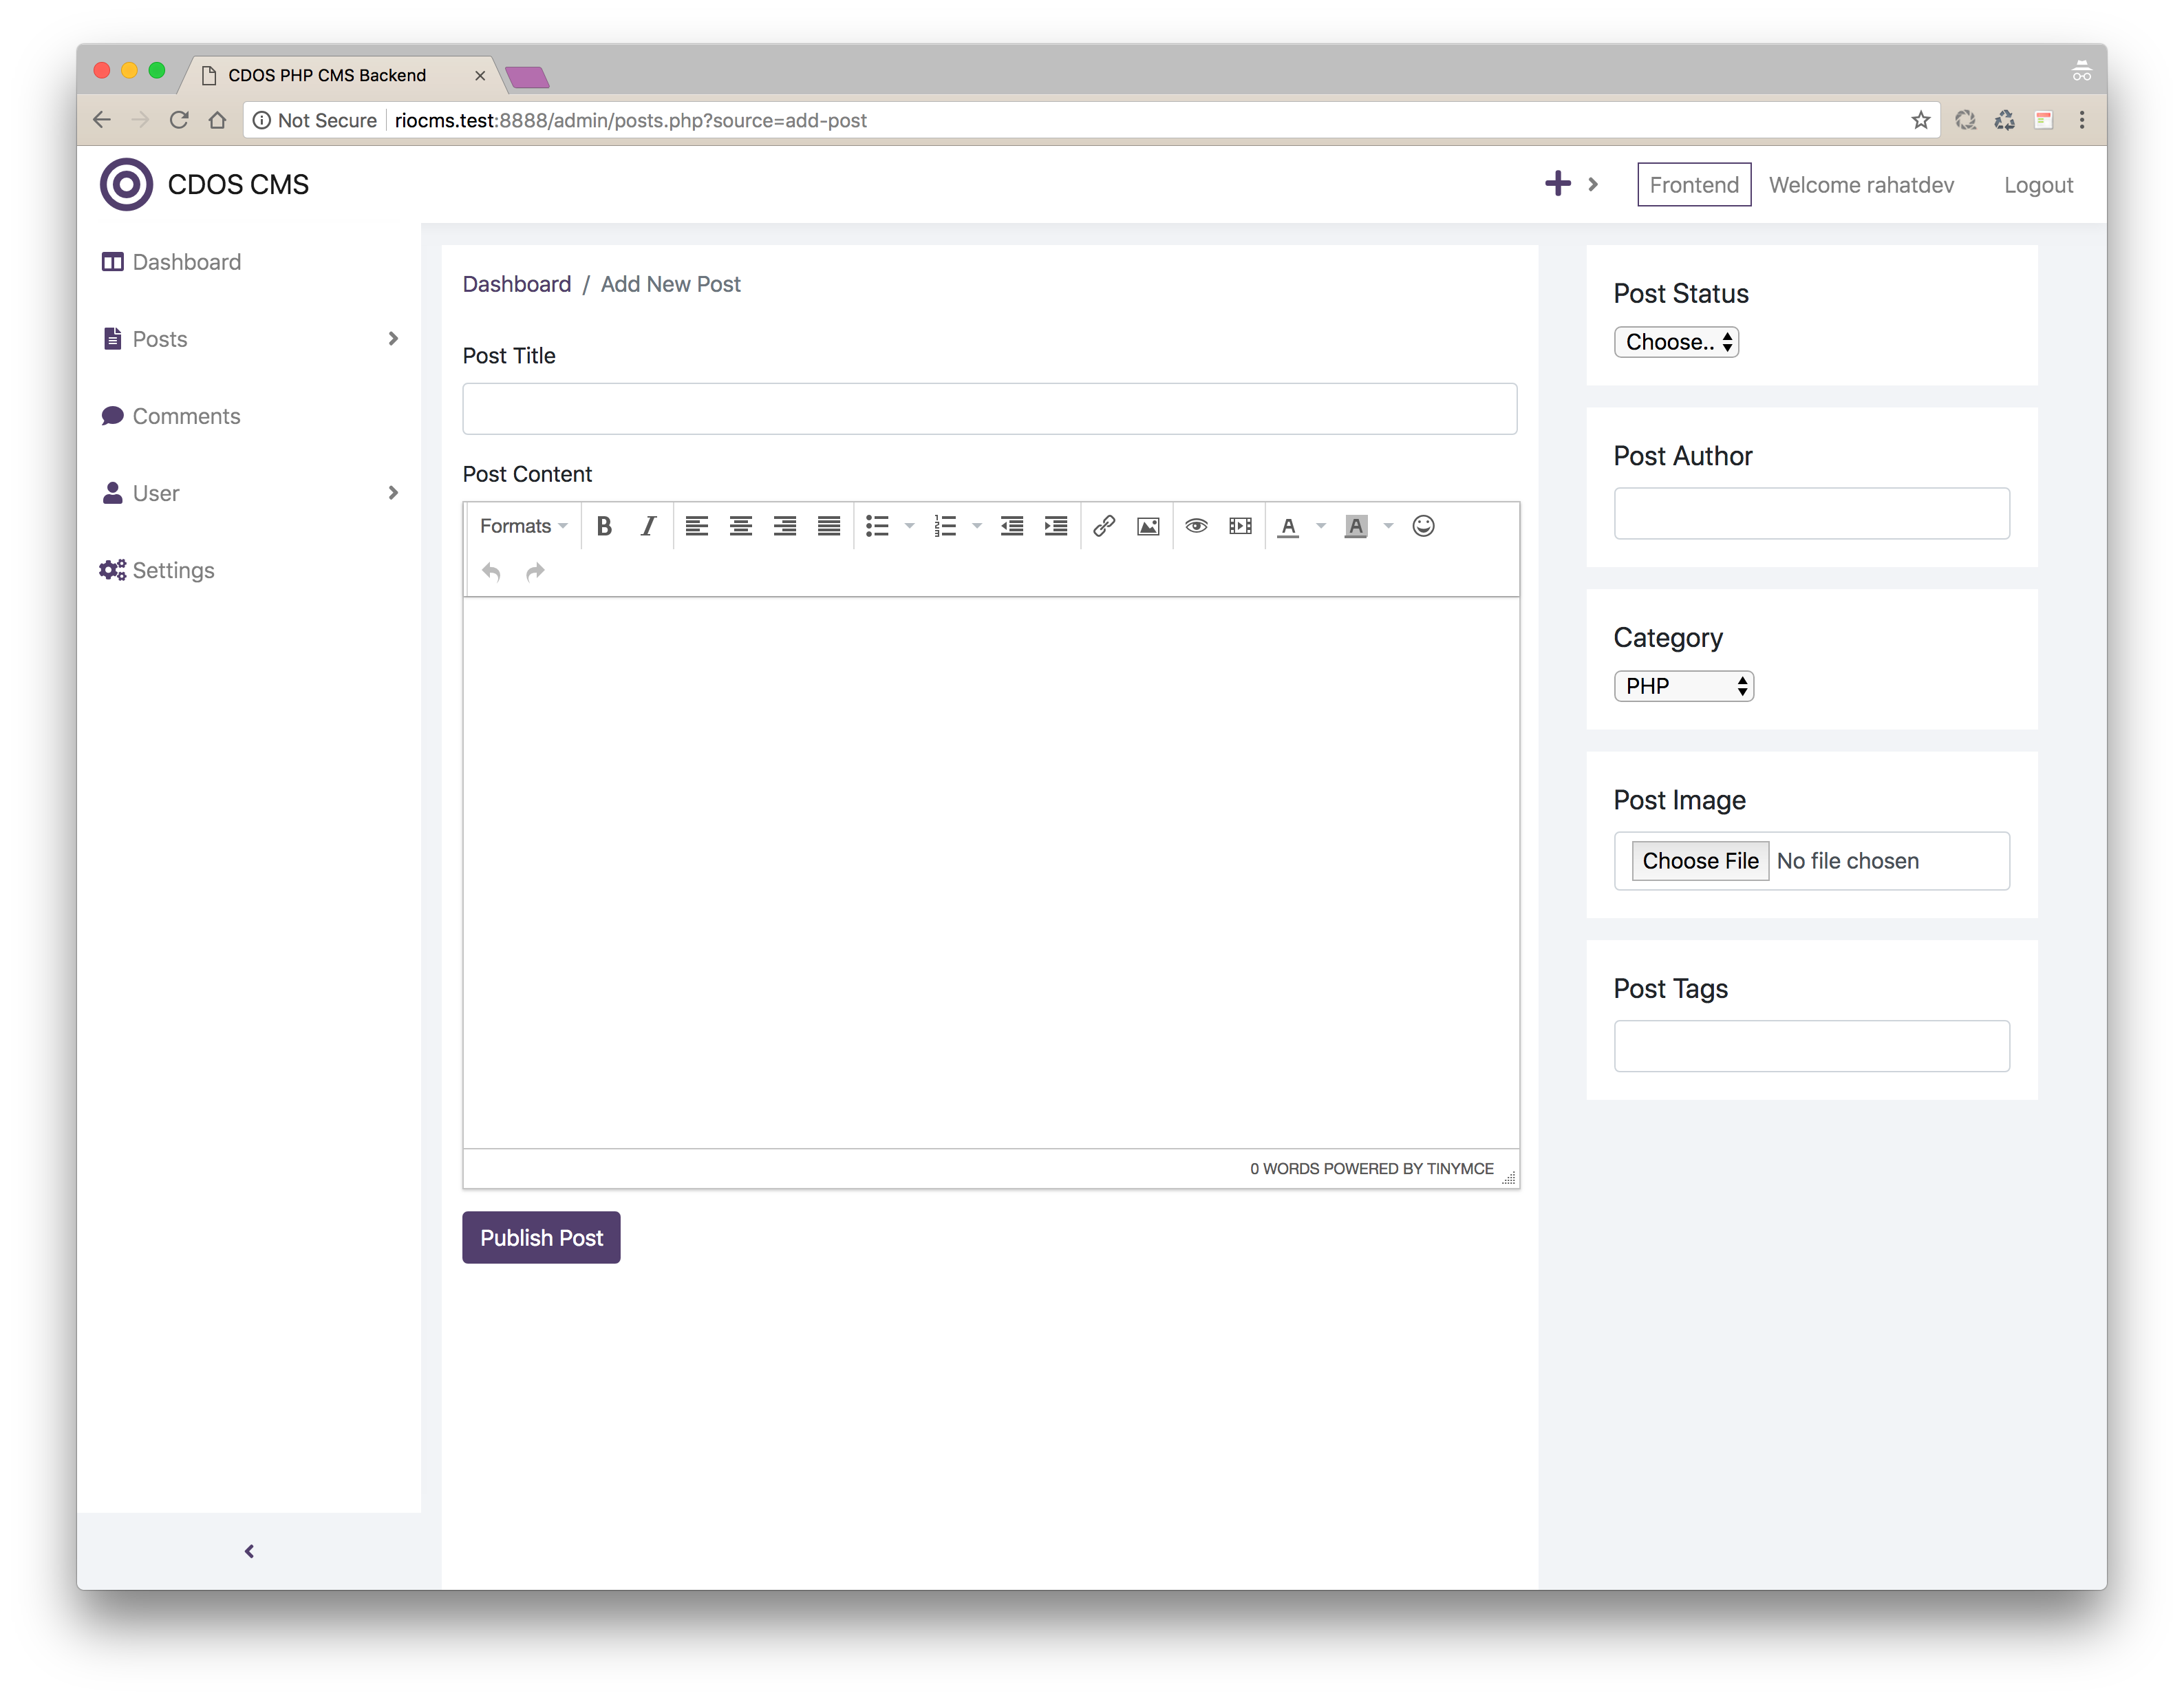 CDOS PHP CMS Backend
Not Secure riocms.test:8888/admin/posts.php?source=add-post
CDOS CMS
Frontend Welcome rahatdev Logout
Dashboard
Posts
Comments
User
Settings
Dashboard / Add New Post
Post Title
Post Content
Formats B I A A
0 WORDS POWERED BY TINYMCE
Publish Post
Post Status
Choose..
Post Author
Category
PHP
Post Image
Choose File No file chosen
Post Tags